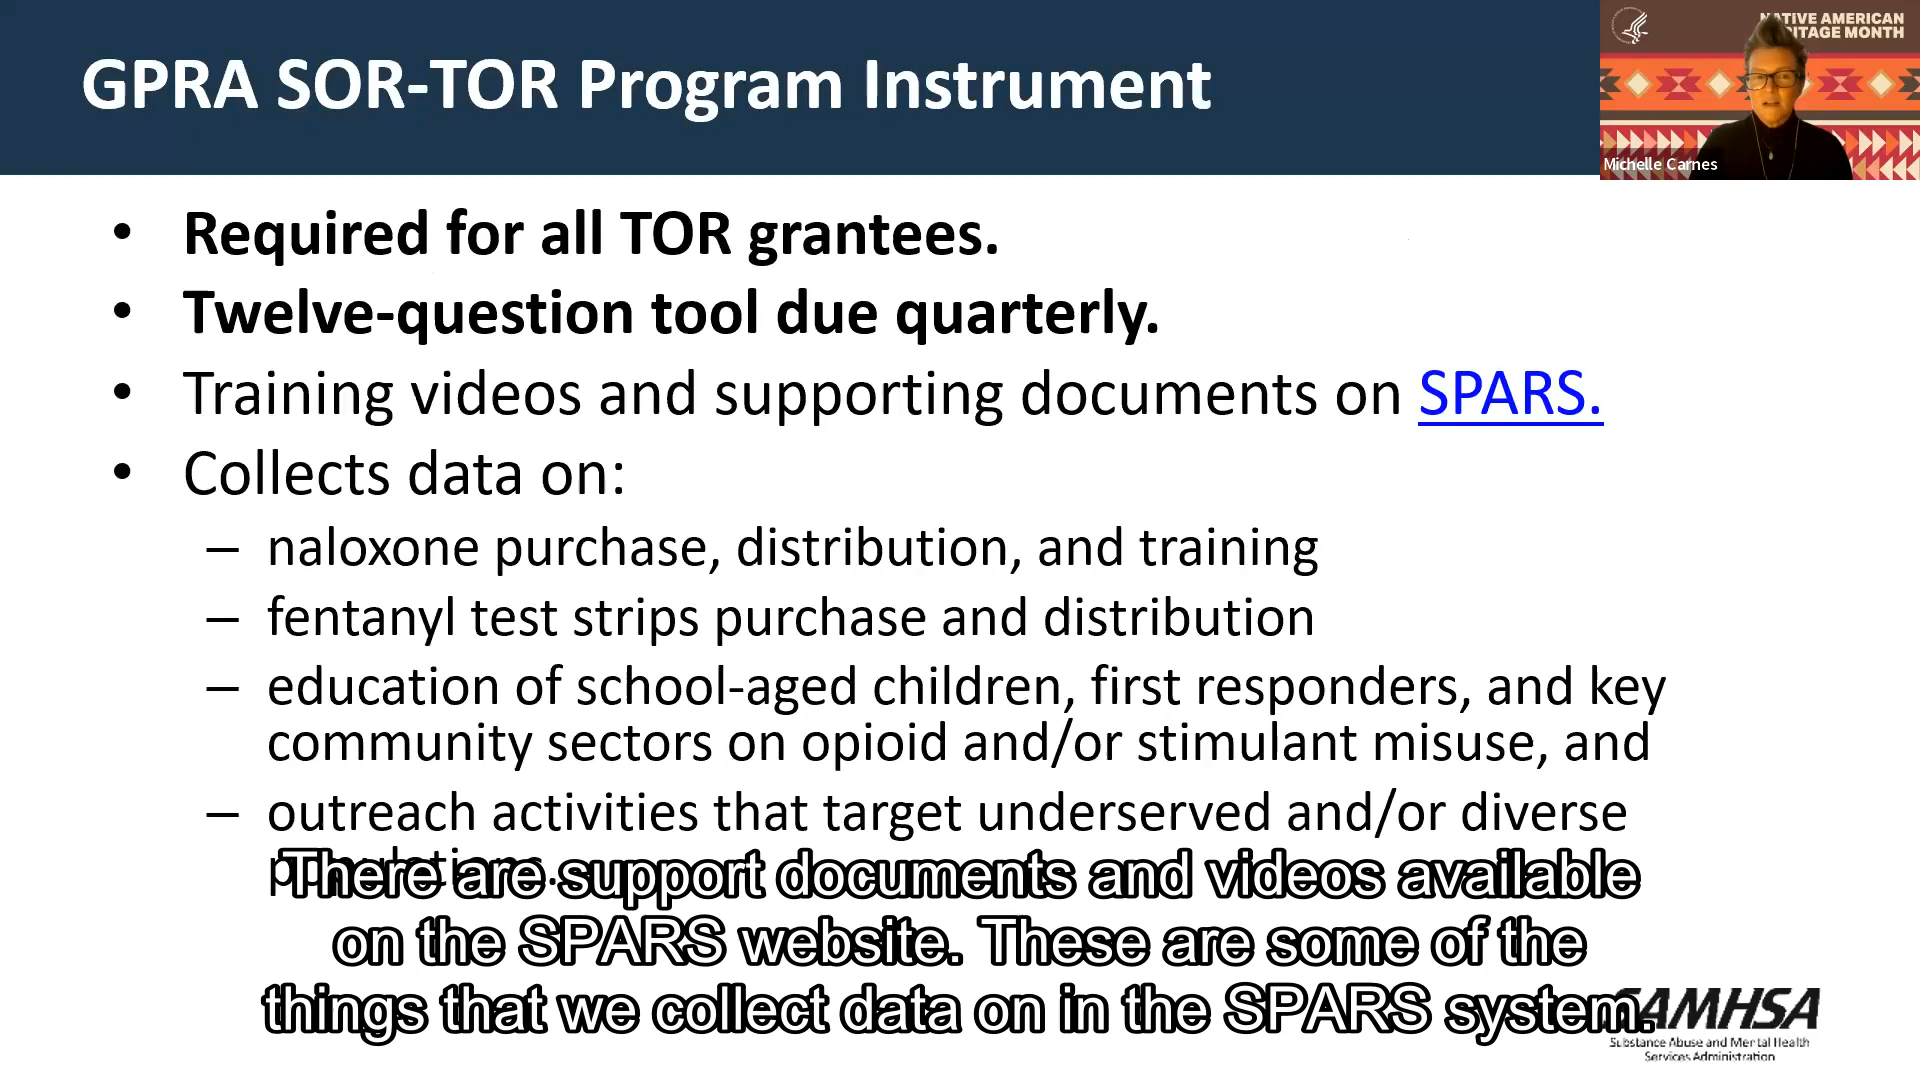 GPRA SOR-TOR Program Instrument
NATIVE AMERICAN
HERITAGE MONTH
Michelle Carnes
• Required for all TOR grantees.
• Twelve-question tool due quarterly.
• Training videos and supporting documents on SPARS.
• Collects data on:
– naloxone purchase, distribution, and training
– fentanyl test strips purchase and distribution
– education of school-aged children, first responders, and key
community sectors on opioid and/or stimulant misuse, and
– outreach activities that target underserved and/or diverse
populations.
There are support documents and videos available
on the SPARS website. These are some of the
things that we collect data on in the SPARS system.
SAMHSA
Substance Abuse and Mental Health
Services Administration